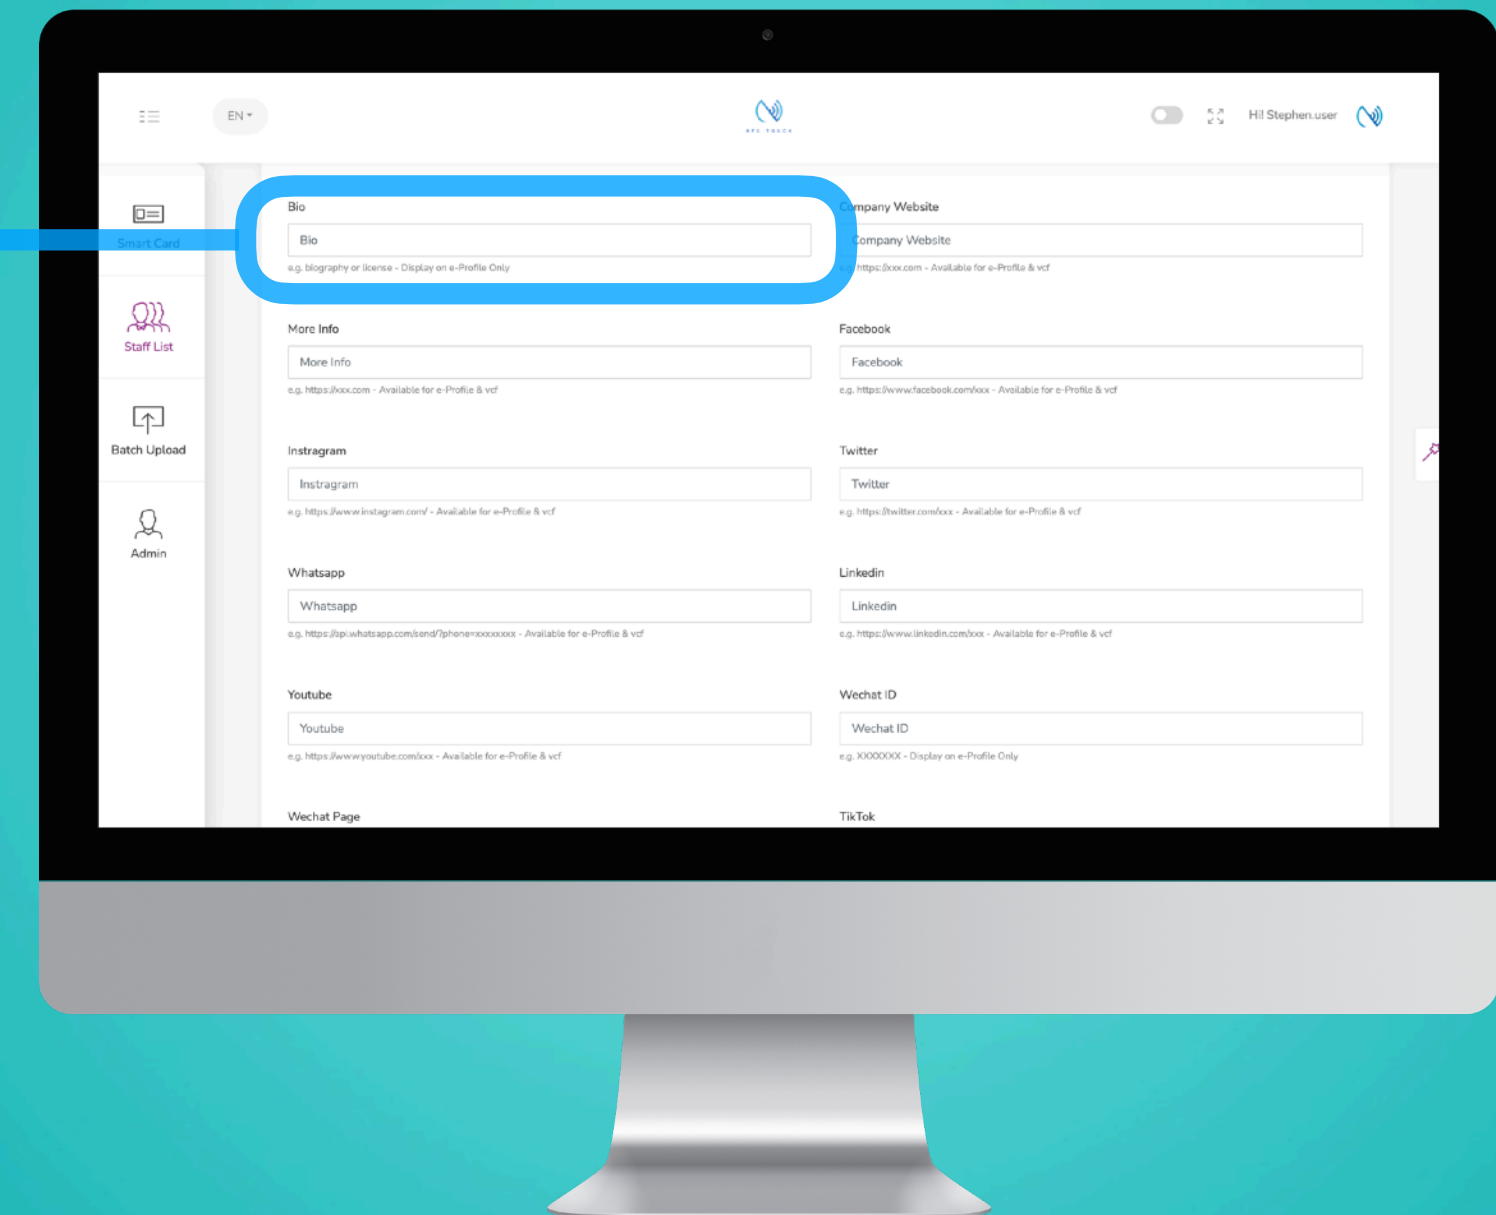 EN
NFC TOUCH
Hi! Stephen.user
Smart Card
Staff List
Batch Upload
Admin
Bio
Bio
e.g. biography or license - Display on e-Profile Only
Company Website
Company Website
e.g. https://xxx.com - Available for e-Profile & vcf
More Info
More Info
e.g. https://xxx.com - Available for e-Profile & vcf
Facebook
Facebook
e.g. https://www.facebook.com/xxx - Available for e-Profile & vcf
Instragram
Instragram
e.g. https://www.instagram.com/ - Available for e-Profile & vcf
Twitter
Twitter
e.g. https://twitter.com/xxx - Available for e-Profile & vcf
Whatsapp
Whatsapp
e.g. https://api.whatsapp.com/send/?phone=xxxxxxxx - Available for e-Profile & vcf
Linkedin
Linkedin
e.g. https://www.linkedin.com/xxx - Available for e-Profile & vcf
Youtube
Youtube
e.g. https://www.youtube.com/xxx - Available for e-Profile & vcf
Wechat ID
Wechat ID
e.g. XXXXXXX - Display on e-Profile Only
Wechat Page
TikTok